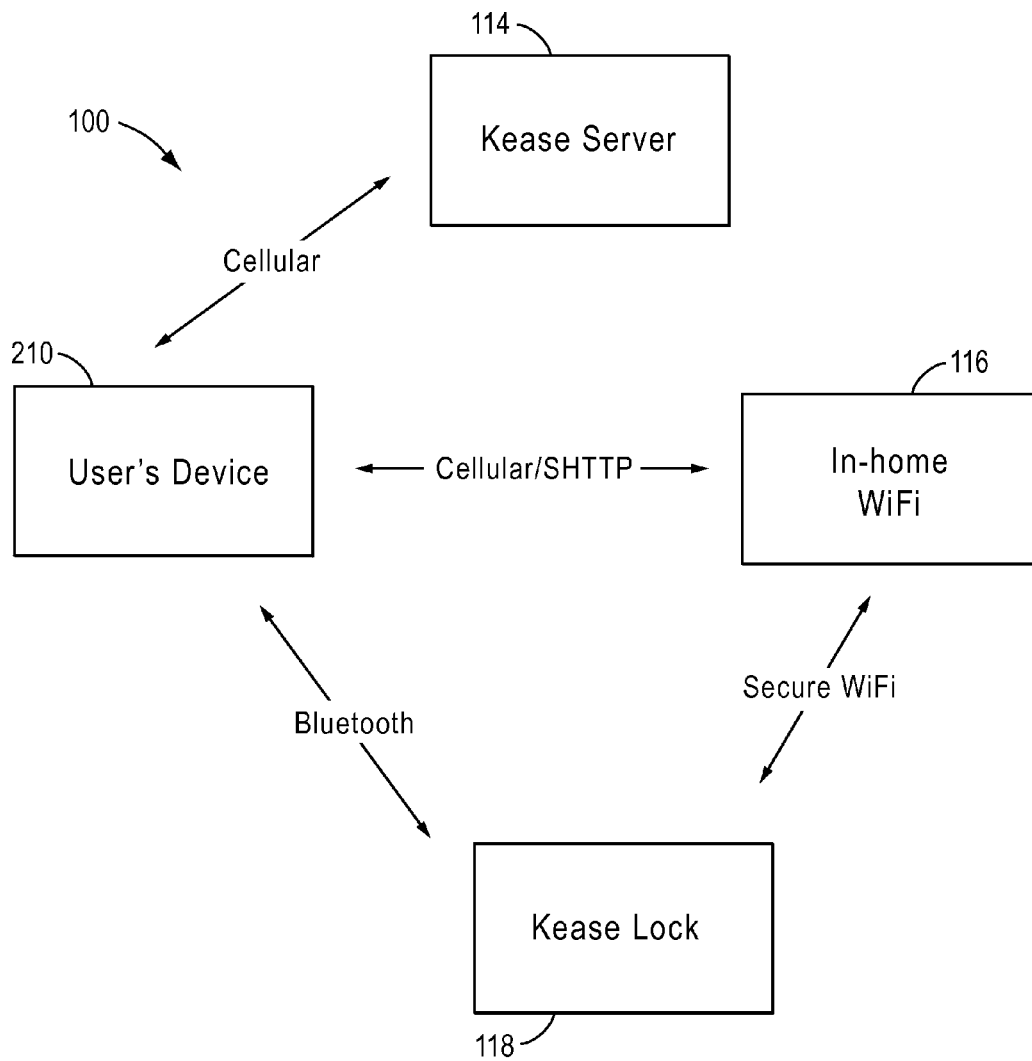 114
100
Kease Server
Cellular
210
116
User's Device
Cellular/SHTTP
In-home
WiFi
Secure WiFi
Bluetooth
Kease Lock
118